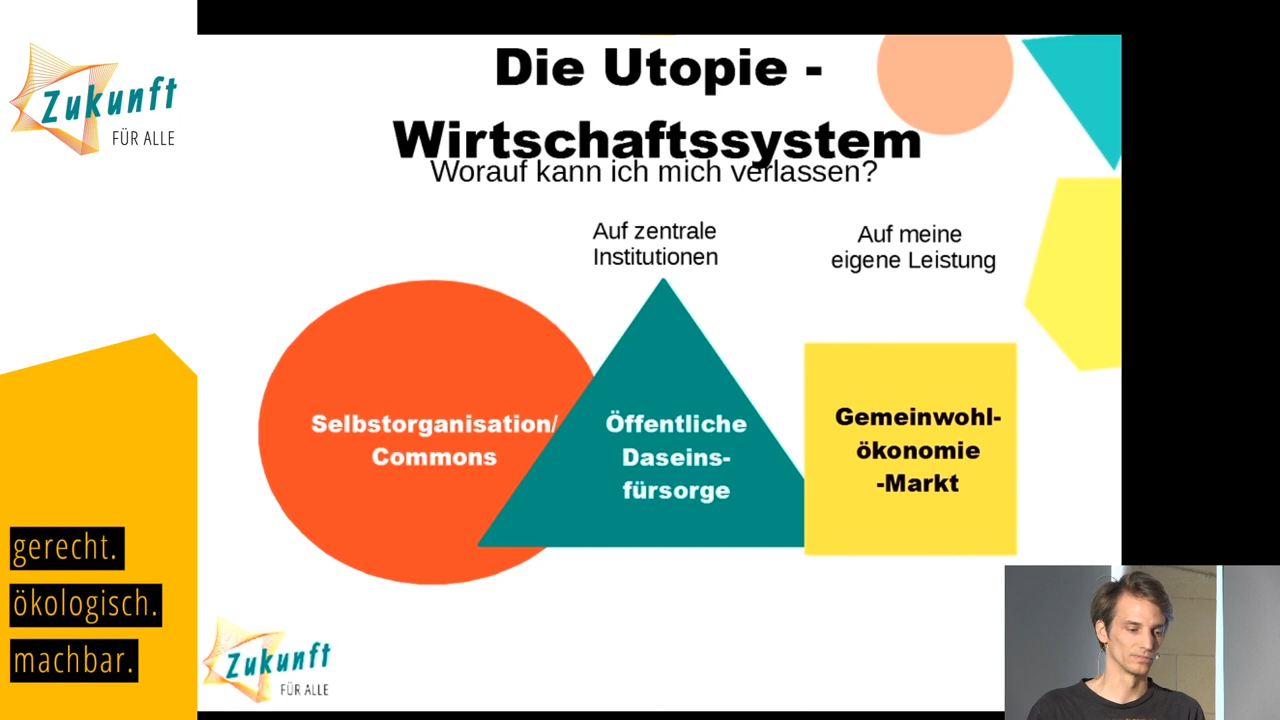 Zukunft
FÜR ALLE
gerecht.
ökologisch.
machbar.
Die Utopie -
Wirtschaftssystem
Worauf kann ich mich verlassen?
Auf zentrale
Institutionen
Auf meine
eigene Leistung
Selbstorganisation/
Commons
Öffentliche
Daseins-
fürsorge
Gemeinwohl-
ökonomie
-Markt
Zukunft
FÜR ALLE